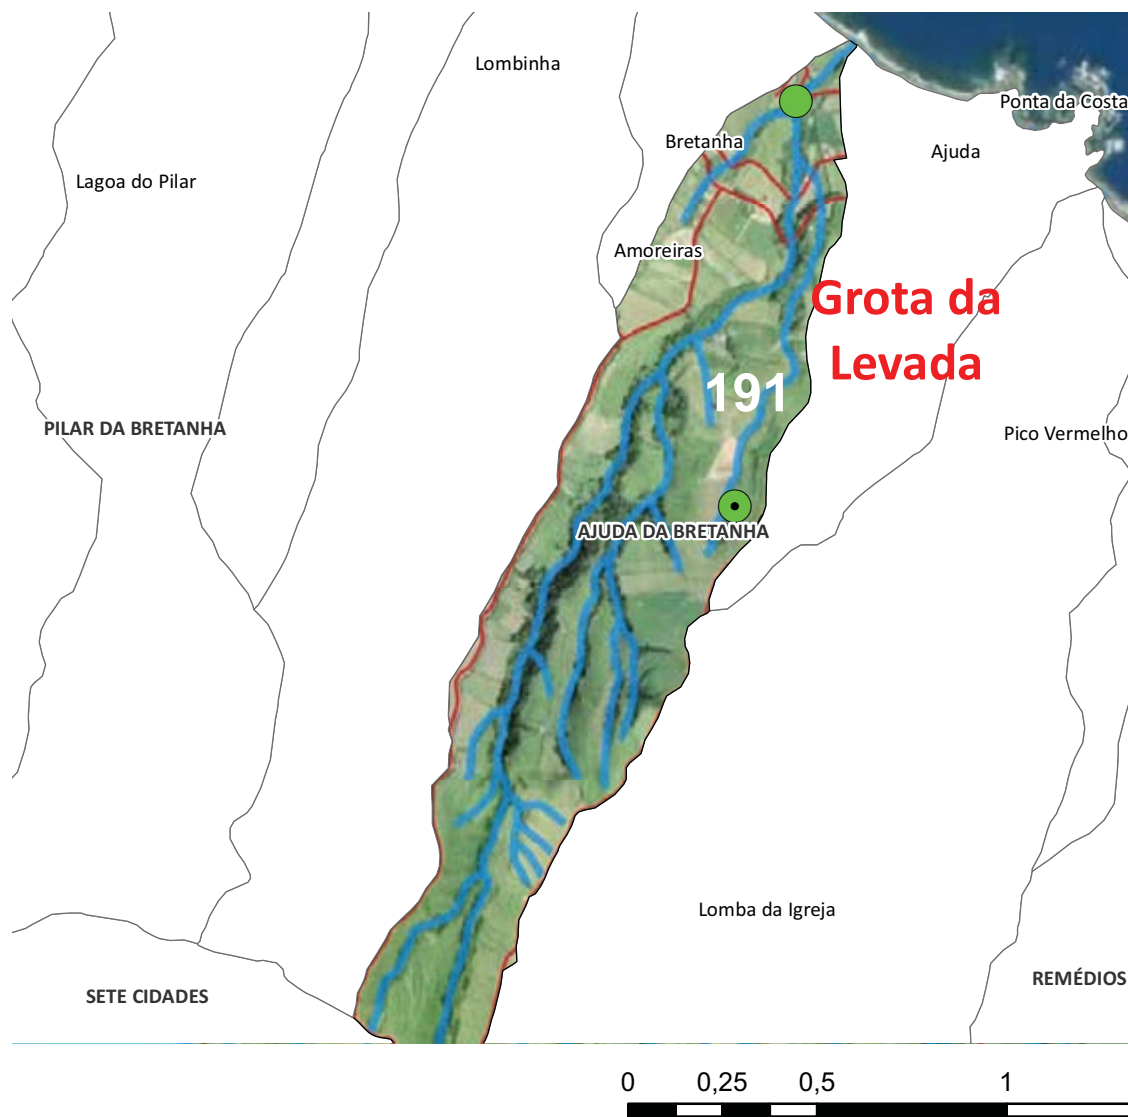 Lombinha
Ponta da Costa
Bretanha
Ajuda
Lagoa do Pilar
Amoreiras
Grota da
Levada
191
PILAR DA BRETANHA
Pico Vermelho
AJUDA DA BRETANHA
Lomba da Igreja
REMÉDIOS
SETE CIDADES
0 0,25 0,5 1